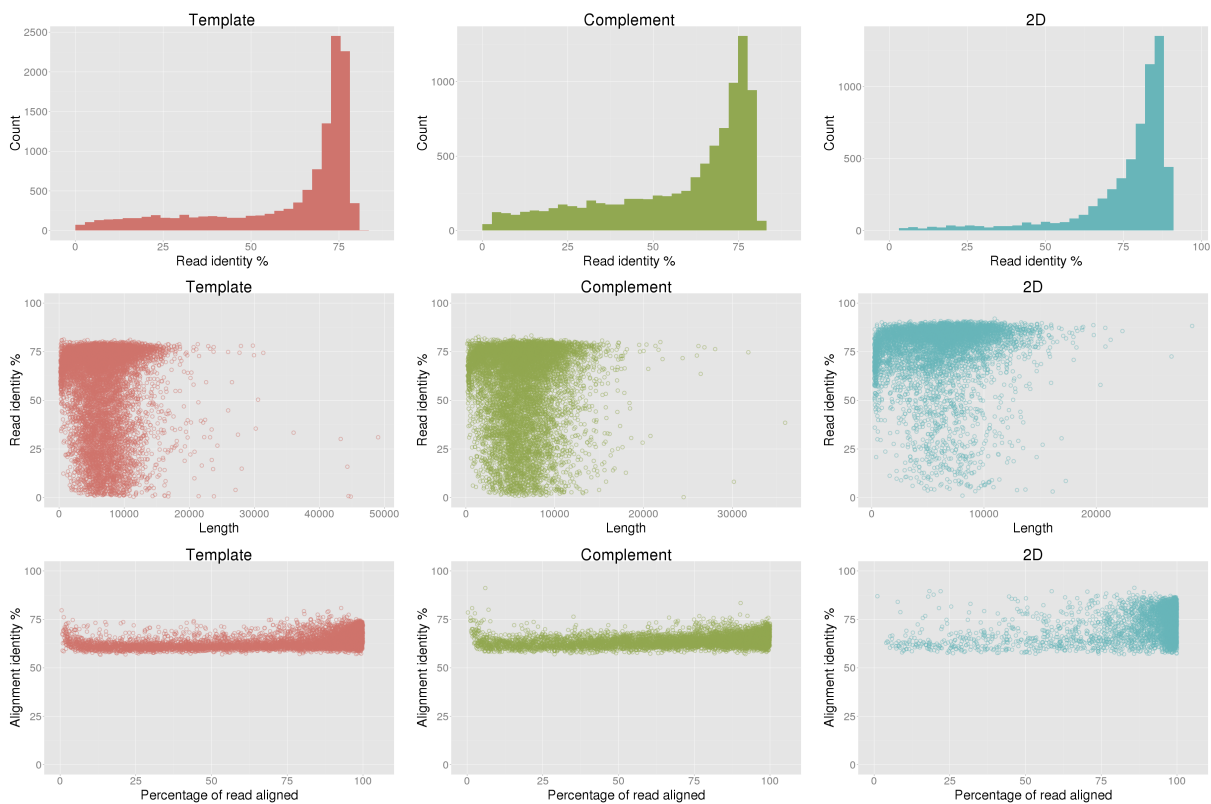 Template Complement 2D
2500
2000
1500
1000
500
0
Count
0 25 50 75
Read identity %
1000
500
0
Count
0 25 50 75
Read identity %
1000
500
0
Count
0 25 50 75 100
Read identity %
Template Complement 2D
100
75
50
25
0
Read identity %
0 10000 20000 30000 40000 50000
Length
100
75
50
25
0
Read identity %
0 10000 20000 30000
Length
100
75
50
25
0
Read identity %
0 10000 20000
Length
Template Complement 2D
100
75
50
25
0
Alignment identity %
0 25 50 75 100
Percentage of read aligned
100
75
50
25
0
Alignment identity %
0 25 50 75 100
Percentage of read aligned
100
75
50
25
0
Alignment identity %
0 25 50 75 100
Percentage of read aligned